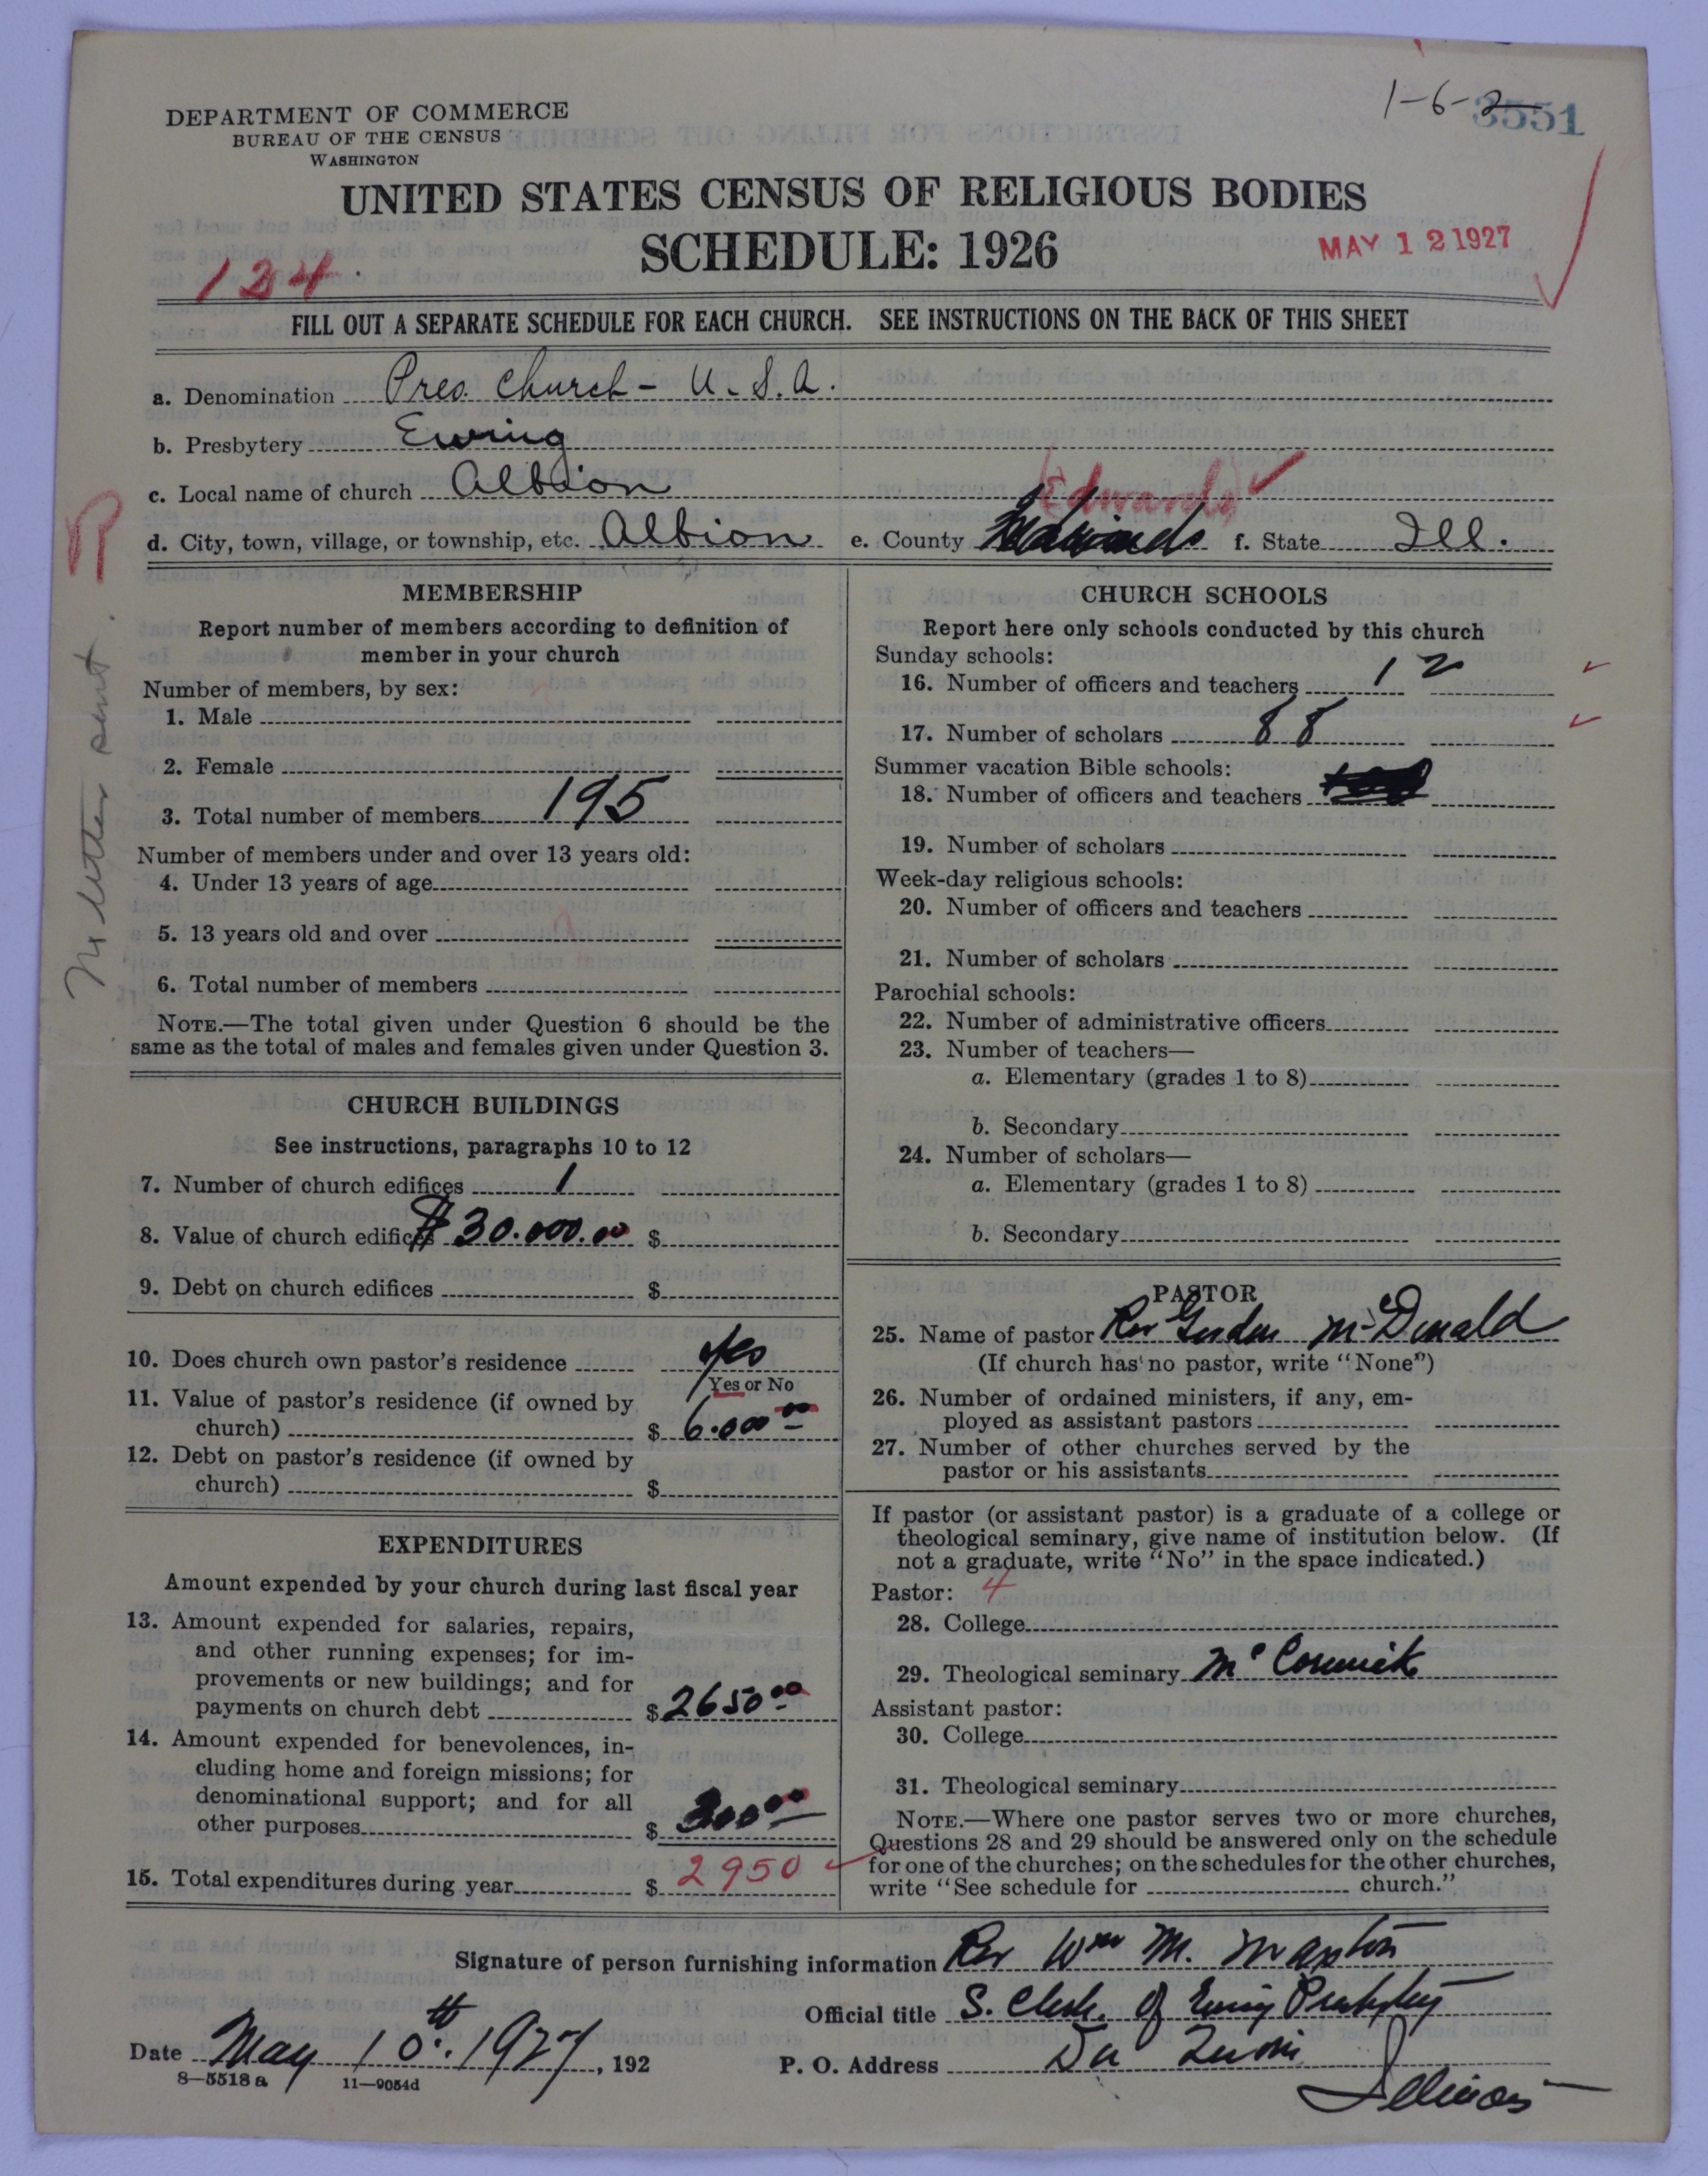 1-6-2
3551
DEPARTMENT OF COMMERCE
BUREAU OF THE CENSUS
WASHINGTON
UNITED STATES CENSUS OF RELIGIOUS BODIES
SCHEDULE: 1926
MAY 12 1927
124
FILL OUT A SEPARATE SCHEDULE FOR EACH CHURCH. SEE INSTRUCTIONS ON THE BACK OF THIS SHEET
a. Denomination Pres. Church - U.S.A.
b. Presbytery Ewing
c. Local name of church Albion
Edwards
d. City, town, village, or township, etc. Albion e. County Edwards f. State Ill.
R
letter sent.
MEMBERSHIP
Report number of members according to definition of
member in your church
Number of members, by sex:
1. Male
2. Female
3. Total number of members 195
Number of members under and over 13 years old:
4. Under 13 years of age
5. 13 years old and over
6. Total number of members
NOTE.—The total given under Question 6 should be the
same as the total of males and females given under Question 3.
CHURCH BUILDINGS
See instructions, paragraphs 10 to 12
7. Number of church edifices 1
8. Value of church edifices $30.000.00 $
9. Debt on church edifices $
10. Does church own pastor's residence yes
Yes or No
11. Value of pastor's residence (if owned by
church) $ 6.000 00
12. Debt on pastor's residence (if owned by
church) $
EXPENDITURES
Amount expended by your church during last fiscal year
13. Amount expended for salaries, repairs,
and other running expenses; for im-
provements or new buildings; and for
payments on church debt $ 2650 00
14. Amount expended for benevolences, in-
cluding home and foreign missions; for
denominational support; and for all
other purposes $ 300 00
15. Total expenditures during year $ 2950
CHURCH SCHOOLS
Report here only schools conducted by this church
Sunday schools:
16. Number of officers and teachers 12
17. Number of scholars 88
Summer vacation Bible schools:
18. Number of officers and teachers
19. Number of scholars
Week-day religious schools:
20. Number of officers and teachers
21. Number of scholars
Parochial schools:
22. Number of administrative officers
23. Number of teachers—
a. Elementary (grades 1 to 8)
b. Secondary
24. Number of scholars—
a. Elementary (grades 1 to 8)
b. Secondary
PASTOR
25. Name of pastor Rev Gordon McDonald
(If church has no pastor, write "None")
26. Number of ordained ministers, if any, em-
ployed as assistant pastors
27. Number of other churches served by the
pastor or his assistants
If pastor (or assistant pastor) is a graduate of a college or
theological seminary, give name of institution below. (If
not a graduate, write "No" in the space indicated.)
Pastor: 4
28. College
29. Theological seminary McCormick
Assistant pastor:
30. College
31. Theological seminary
NOTE.—Where one pastor serves two or more churches,
Questions 28 and 29 should be answered only on the schedule
for one of the churches; on the schedules for the other churches,
write "See schedule for church."
Signature of person furnishing information Rev Wm M. Maxton
Official title S. Clerk. of Ewing Presbytery
Date May 10th. 1927, 192
P. O. Address Du Quoin
Illinois
8-5518 a
11-9054d